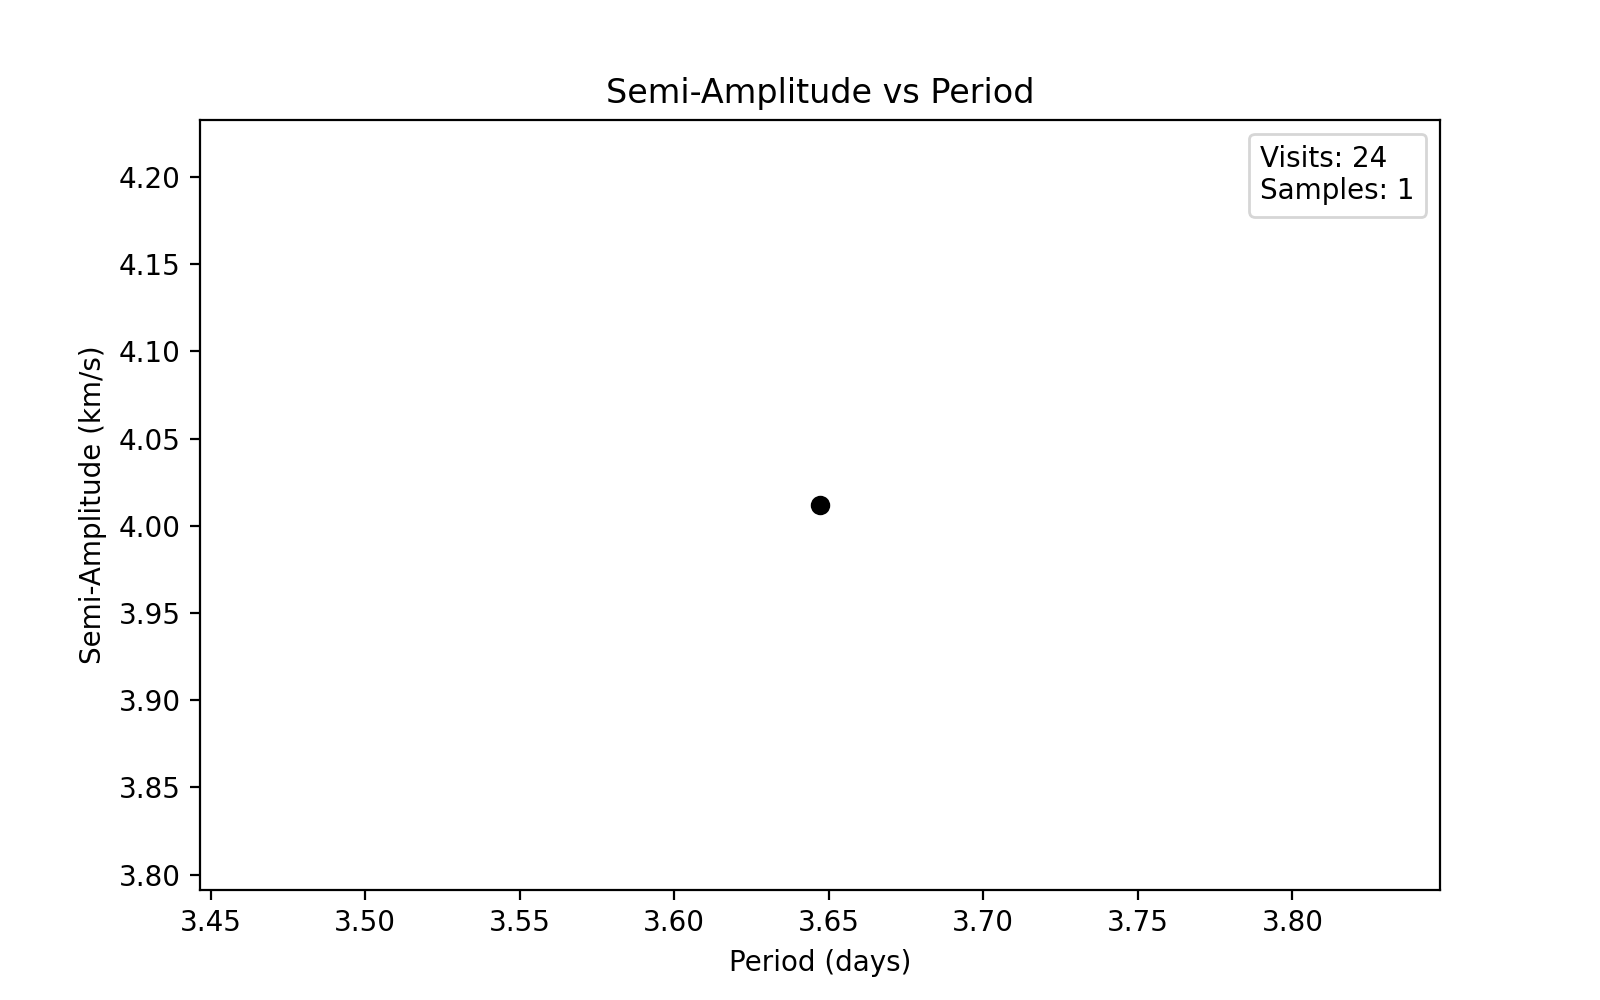 Semi-Amplitude vs Period
Visits: 24
Samples: 1
Semi-Amplitude (km/s)
4.20
4.15
4.10
4.05
4.00
3.95
3.90
3.85
3.80
3.45 3.50 3.55 3.60 3.65 3.70 3.75 3.80
Period (days)